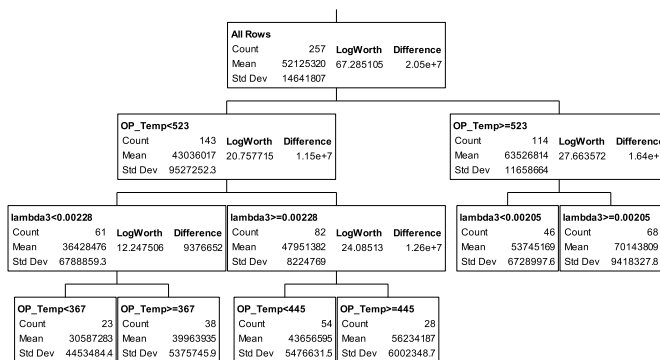 All Rows
Count 257 LogWorth Difference
Mean 52125320 67.285105 2.05e+7
Std Dev 14641807
OP_Temp<523
Count 143 LogWorth Difference
Mean 43036017 20.757715 1.15e+7
Std Dev 9527252.3
OP_Temp>=523
Count 114 LogWorth Difference
Mean 63526814 27.663572 1.64e+
Std Dev 11658664
lambda3<0.00228
Count 61 LogWorth Difference
Mean 36428476 12.247506 9376652
Std Dev 6788859.3
lambda3>=0.00228
Count 82 LogWorth Difference
Mean 47951382 24.08513 1.26e+7
Std Dev 8224769
lambda3<0.00205
Count 46
Mean 53745169
Std Dev 6728997.6
lambda3>=0.00205
Count 68
Mean 70143809
Std Dev 9418327.8
OP_Temp<367
Count 23
Mean 30587283
Std Dev 4453484.4
OP_Temp>=367
Count 38
Mean 39963935
Std Dev 5375745.9
OP_Temp<445
Count 54
Mean 43656595
Std Dev 5476631.5
OP_Temp>=445
Count 28
Mean 56234187
Std Dev 6002348.7